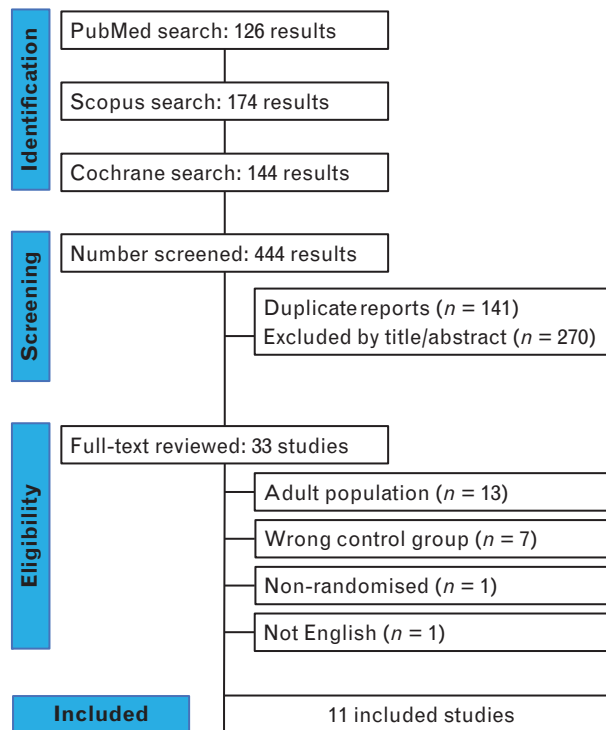 Identification
PubMed search: 126 results
Scopus search: 174 results
Cochrane search: 144 results
Screening
Number screened: 444 results
Duplicate reports (n = 141)
Excluded by title/abstract (n = 270)
Eligibility
Full-text reviewed: 33 studies
Adult population (n = 13)
Wrong control group (n = 7)
Non-randomised (n = 1)
Not English (n = 1)
Included
11 included studies